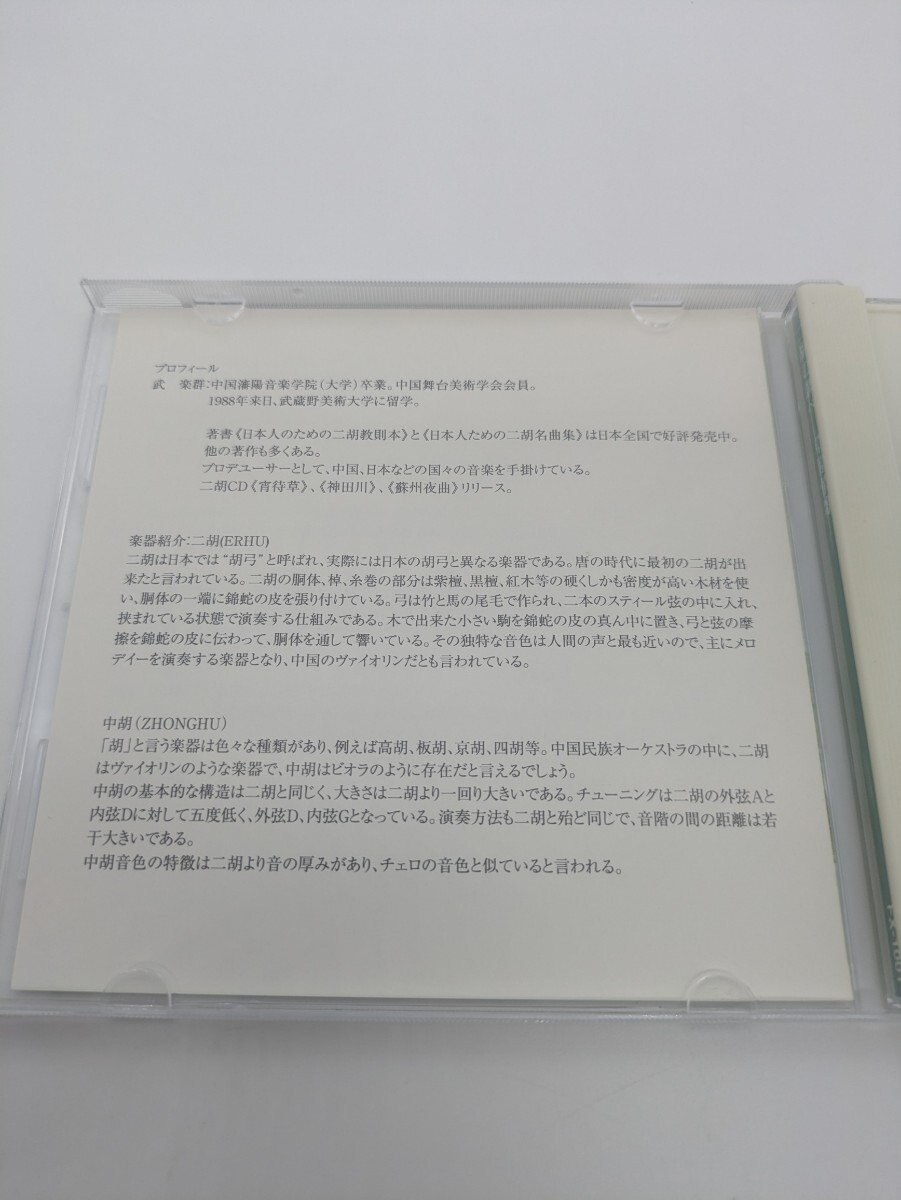 プロフィール
武　楽群:中国瀋陽音楽学院(大学)卒業。中国舞台美術学会会員。
1988年来日、武蔵野美術大学に留学。
著書《日本人のための二胡教則本》と《日本人ための二胡名曲集》は日本全国で好評発売中。
他の著作も多くある。
プロデューサーとして、中国、日本などの国々の音楽を手掛けている。
二胡CD《宵待草》、《神田川》、《蘇州夜曲》リリース。
楽器紹介:二胡(ERHU)
二胡は日本では“胡弓”と呼ばれ、実際には日本の胡弓と異なる楽器である。唐の時代に最初の二胡が出
来たと言われている。二胡の胴体、棹、糸巻の部分は紫檀、黒檀、紅木等の硬くしかも密度が高い木材を使
い、胴体の一端に錦蛇の皮を張り付けている。弓は竹と馬の尾毛で作られ、二本のスティール弦の中に入れ、
挟まれている状態で演奏する仕組みである。木で出来た小さい駒を錦蛇の皮の真ん中に置き、弓と弦の摩
擦を錦蛇の皮に伝わって、胴体を通して響いている。その独特な音色は人間の声と最も近いので、主にメロ
デイーを演奏する楽器となり、中国のヴァイオリンだとも言われている。
中胡(ZHONGHU)
「胡」と言う楽器は色々な種類があり、例えば高胡、板胡、京胡、四胡等。中国民族オーケストラの中に、二胡
はヴァイオリンのような楽器で、中胡はビオラのように存在だと言えるでしょう。
中胡の基本的な構造は二胡と同じく、大きさは二胡より一回り大きいである。チューニングは二胡の外弦Aと
内弦Dに対して五度低く、外弦D、内弦Gとなっている。演奏方法も二胡と殆ど同じで、音階の間の距離は若
干大きいである。
中胡音色の特徴は二胡より音の厚みがあり、チェロの音色と似ていると言われる。